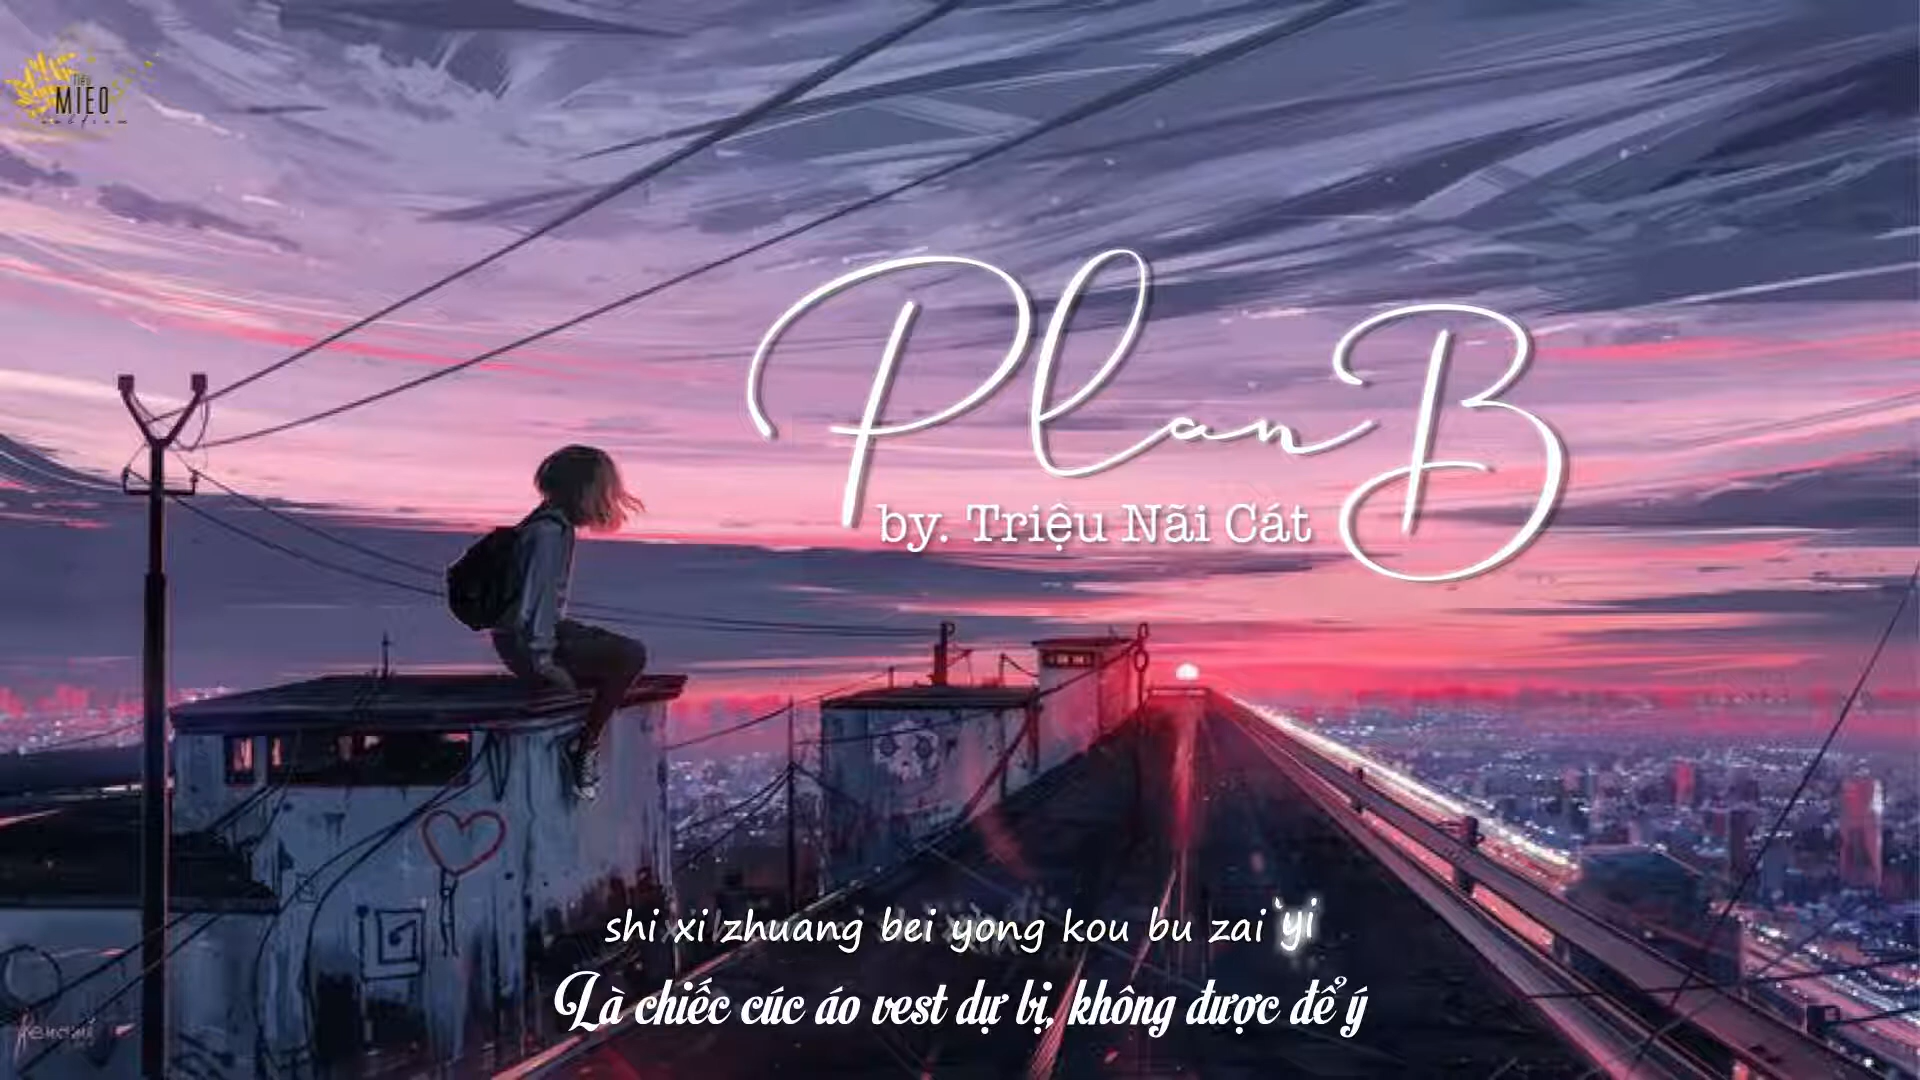 Tiểu
MIEO
Plan B
by. Triệu Nãi Cát
shi xi zhuang bei yong kou bu zai yi
Là chiếc cúc áo vest dự bị, không được để ý